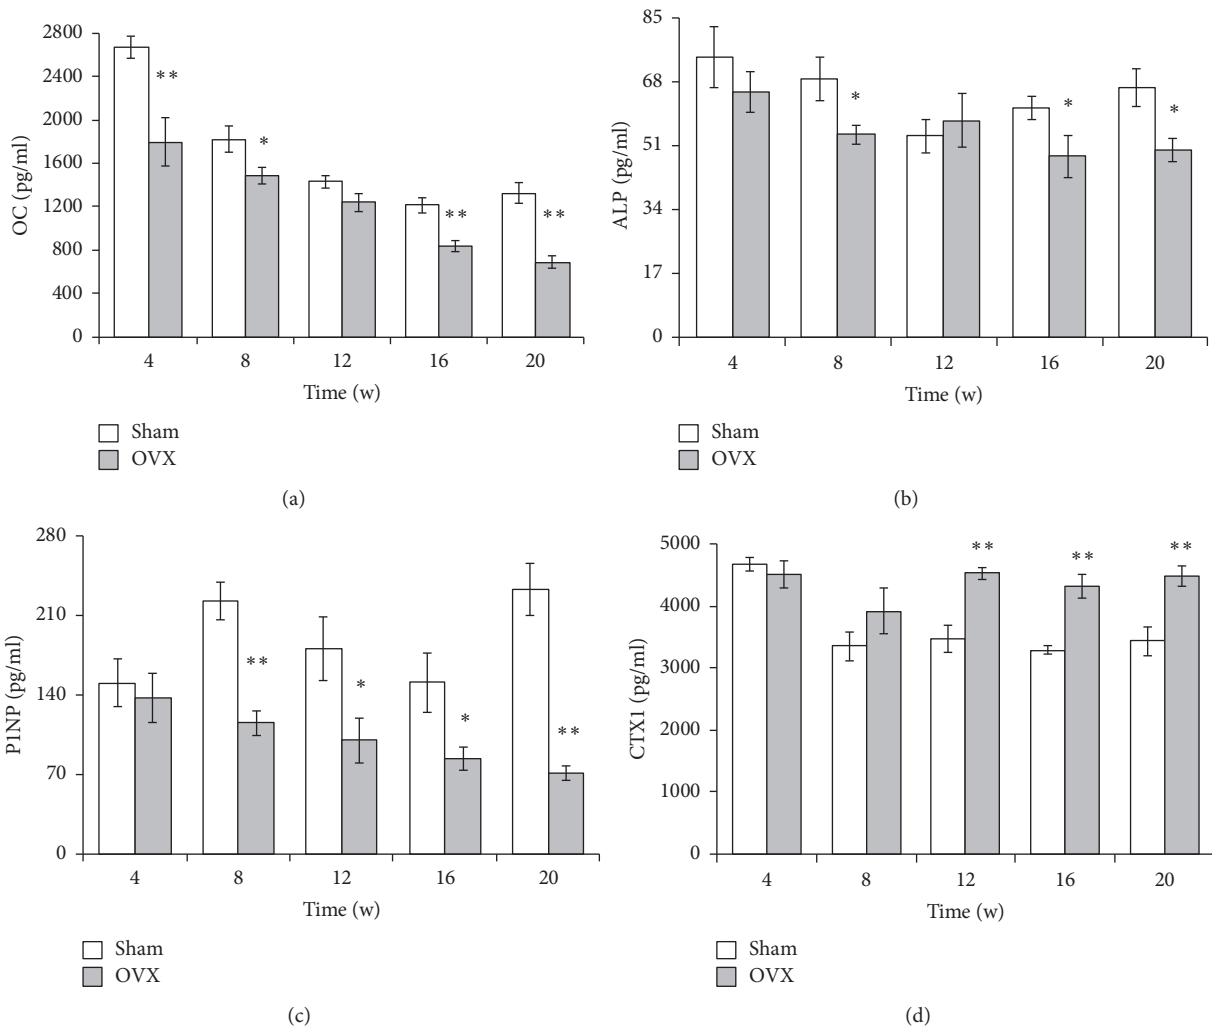 2800
2400
2000
1600
1200
800
400
0
OC (pg/ml)
**
*
**
**
4 8 12 16 20
Time (w)
Sham
OVX
(a)
85
68
51
34
17
0
ALP (pg/ml)
*
*
*
4 8 12 16 20
Time (w)
Sham
OVX
(b)
280
210
140
70
0
P1NP (pg/ml)
**
*
*
**
4 8 12 16 20
Time (w)
Sham
OVX
(c)
5000
4000
3000
2000
1000
0
CTX1 (pg/ml)
**
**
**
4 8 12 16 20
Time (w)
Sham
OVX
(d)